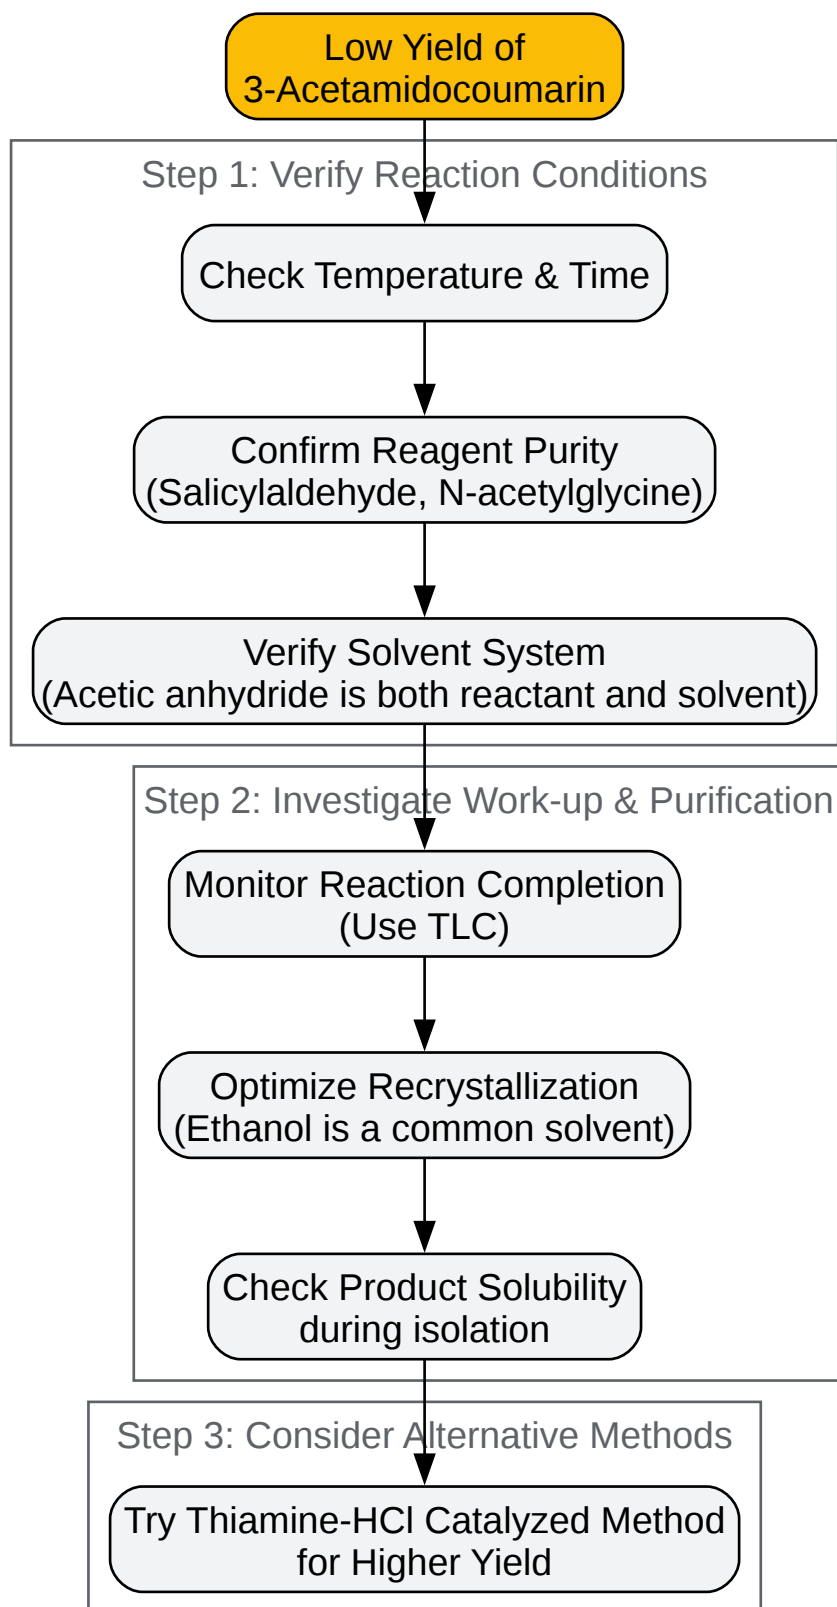 Low Yield of
3-Acetamidocoumarin
Step 1: Verify Reaction Conditions
Check Temperature & Time
Confirm Reagent Purity
(Salicylaldehyde, N-acetylglycine)
Verify Solvent System
(Acetic anhydride is both reactant and solvent)
Step 2: Investigate Work-up & Purification
Monitor Reaction Completion
(Use TLC)
Optimize Recrystallization
(Ethanol is a common solvent)
Check Product Solubility
during isolation
Step 3: Consider Alternative Methods
Try Thiamine-HCl Catalyzed Method
for Higher Yield